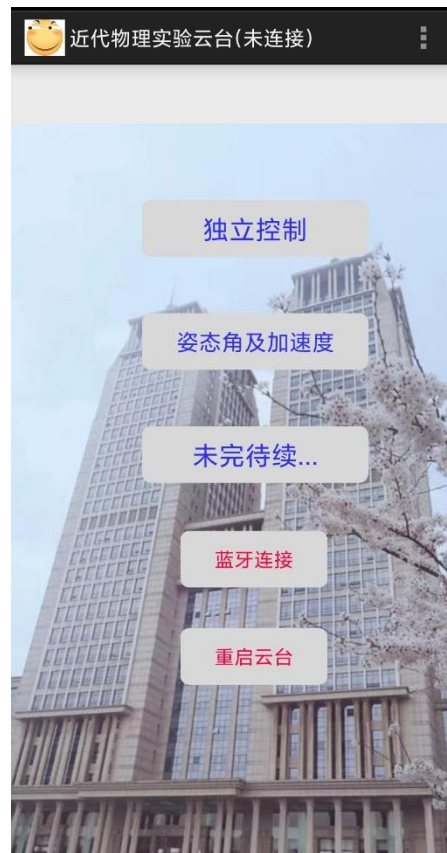 近代物理实验云台(未连接)
独立控制
姿态角及加速度
未完待续...
蓝牙连接
重启云台